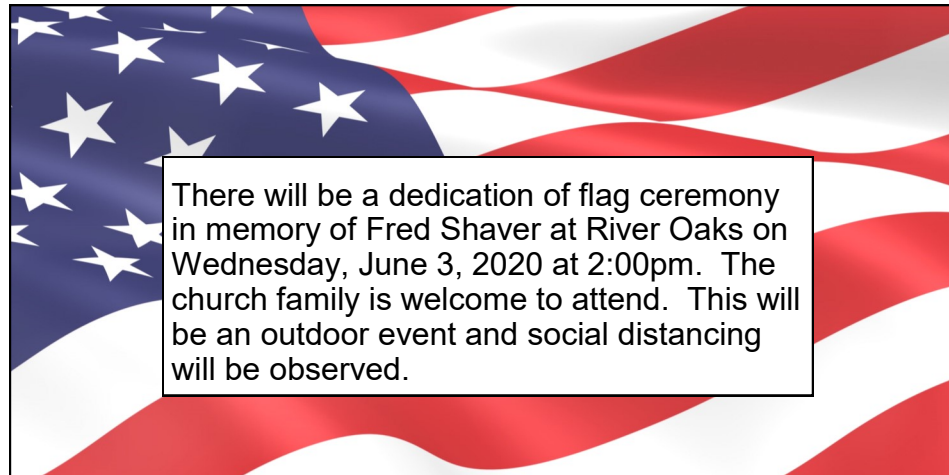 There will be a dedication of flag ceremony
in memory of Fred Shaver at River Oaks on
Wednesday, June 3, 2020 at 2:00pm.  The
church family is welcome to attend.  This will
be an outdoor event and social distancing
will be observed.